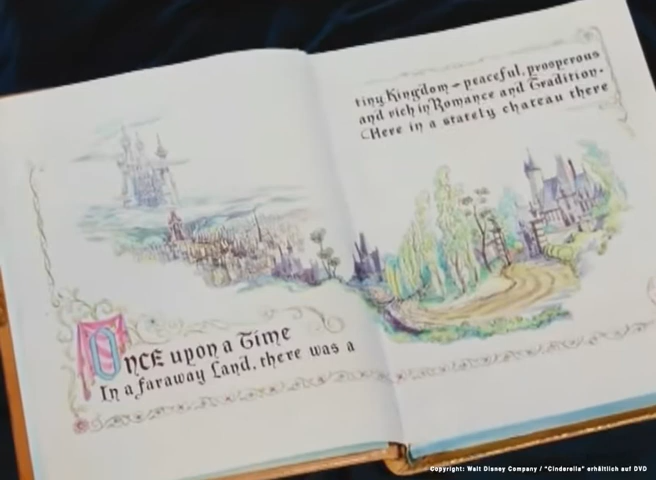 Once upon a Time
In a faraway Land, there was a
tiny Kingdom - peaceful, prosperous
and rich in Romance and Tradition.
Here in a stately chateau there
Copyright: Walt Disney Company / "Cinderella" erhältlich auf DVD